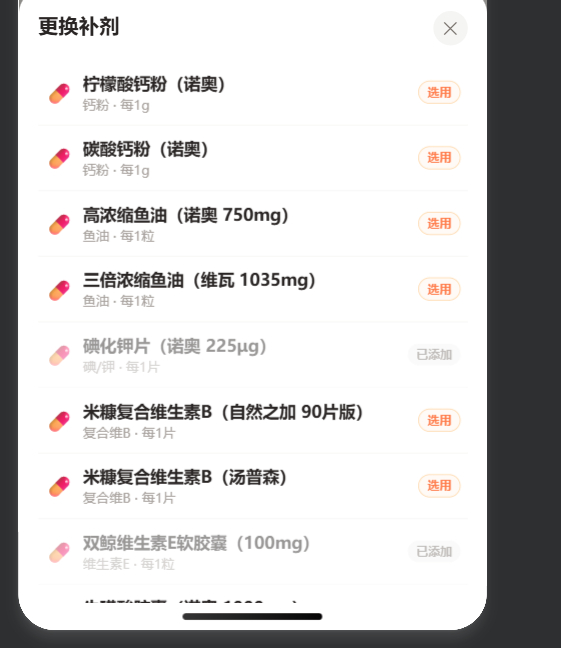 更换补剂
柠檬酸钙粉（诺奥）
选用
钙粉 · 每1g
碳酸钙粉（诺奥）
选用
钙粉 · 每1g
高浓缩鱼油（诺奥 750mg）
选用
鱼油 · 每1粒
三倍浓缩鱼油（维瓦 1035mg）
选用
鱼油 · 每1粒
碘化钾片（诺奥 225μg）
已添加
碘/钾 · 每1片
米糠复合维生素B（自然之加 90片版）
选用
复合维B · 每1片
米糠复合维生素B（汤普森）
选用
复合维B · 每1片
双鲸维生素E软胶囊（100mg）
已添加
维生素E · 每1粒